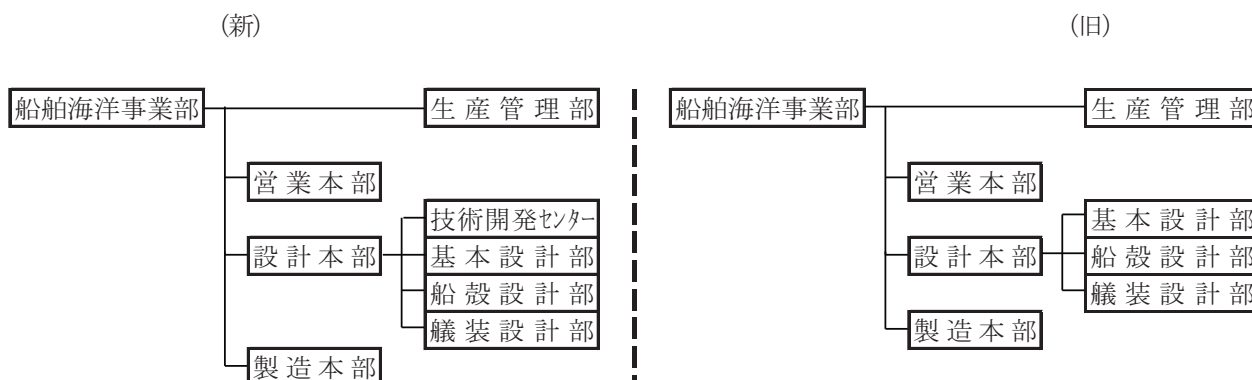 (新)
船舶海洋事業部
生産管理部
営業本部
技術開発センター
設計本部
基本設計部
船殻設計部
艤装設計部
製造本部
(旧)
船舶海洋事業部
生産管理部
営業本部
基本設計部
設計本部
船殻設計部
艤装設計部
製造本部